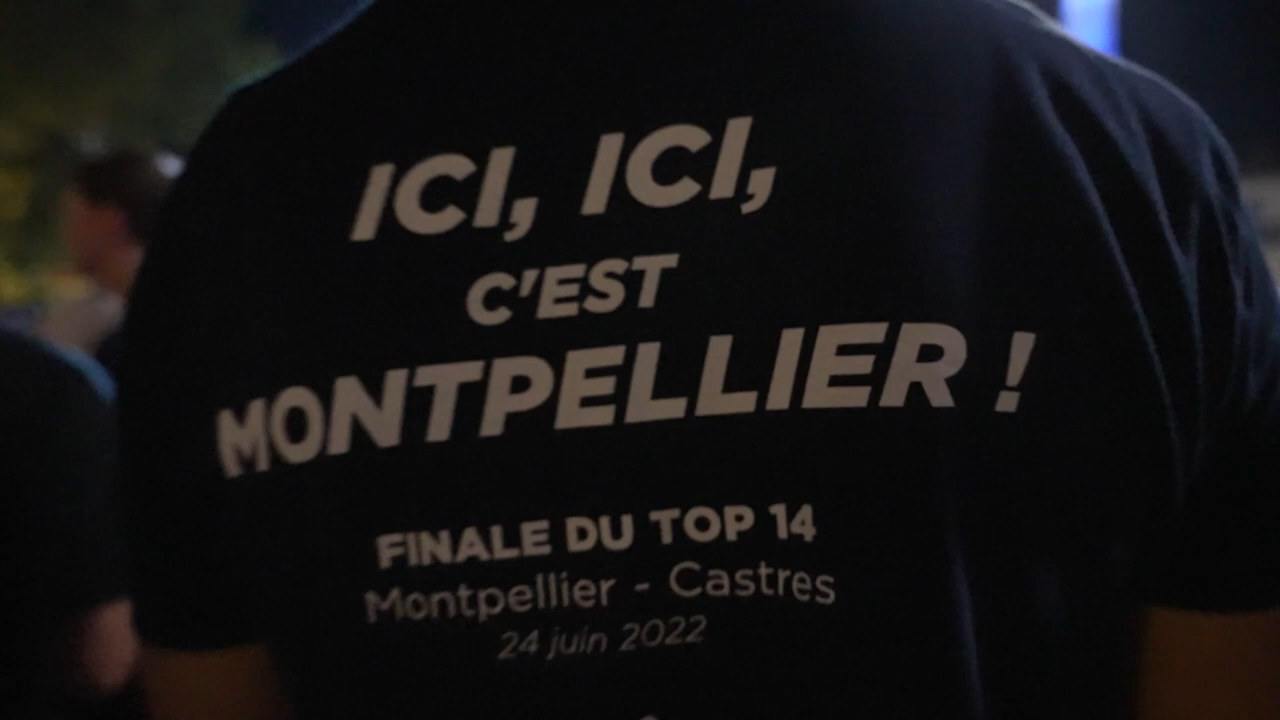 ICI, ICI,
C'EST
MONTPELLIER !
FINALE DU TOP 14
Montpellier - Castres
24 juin 2022